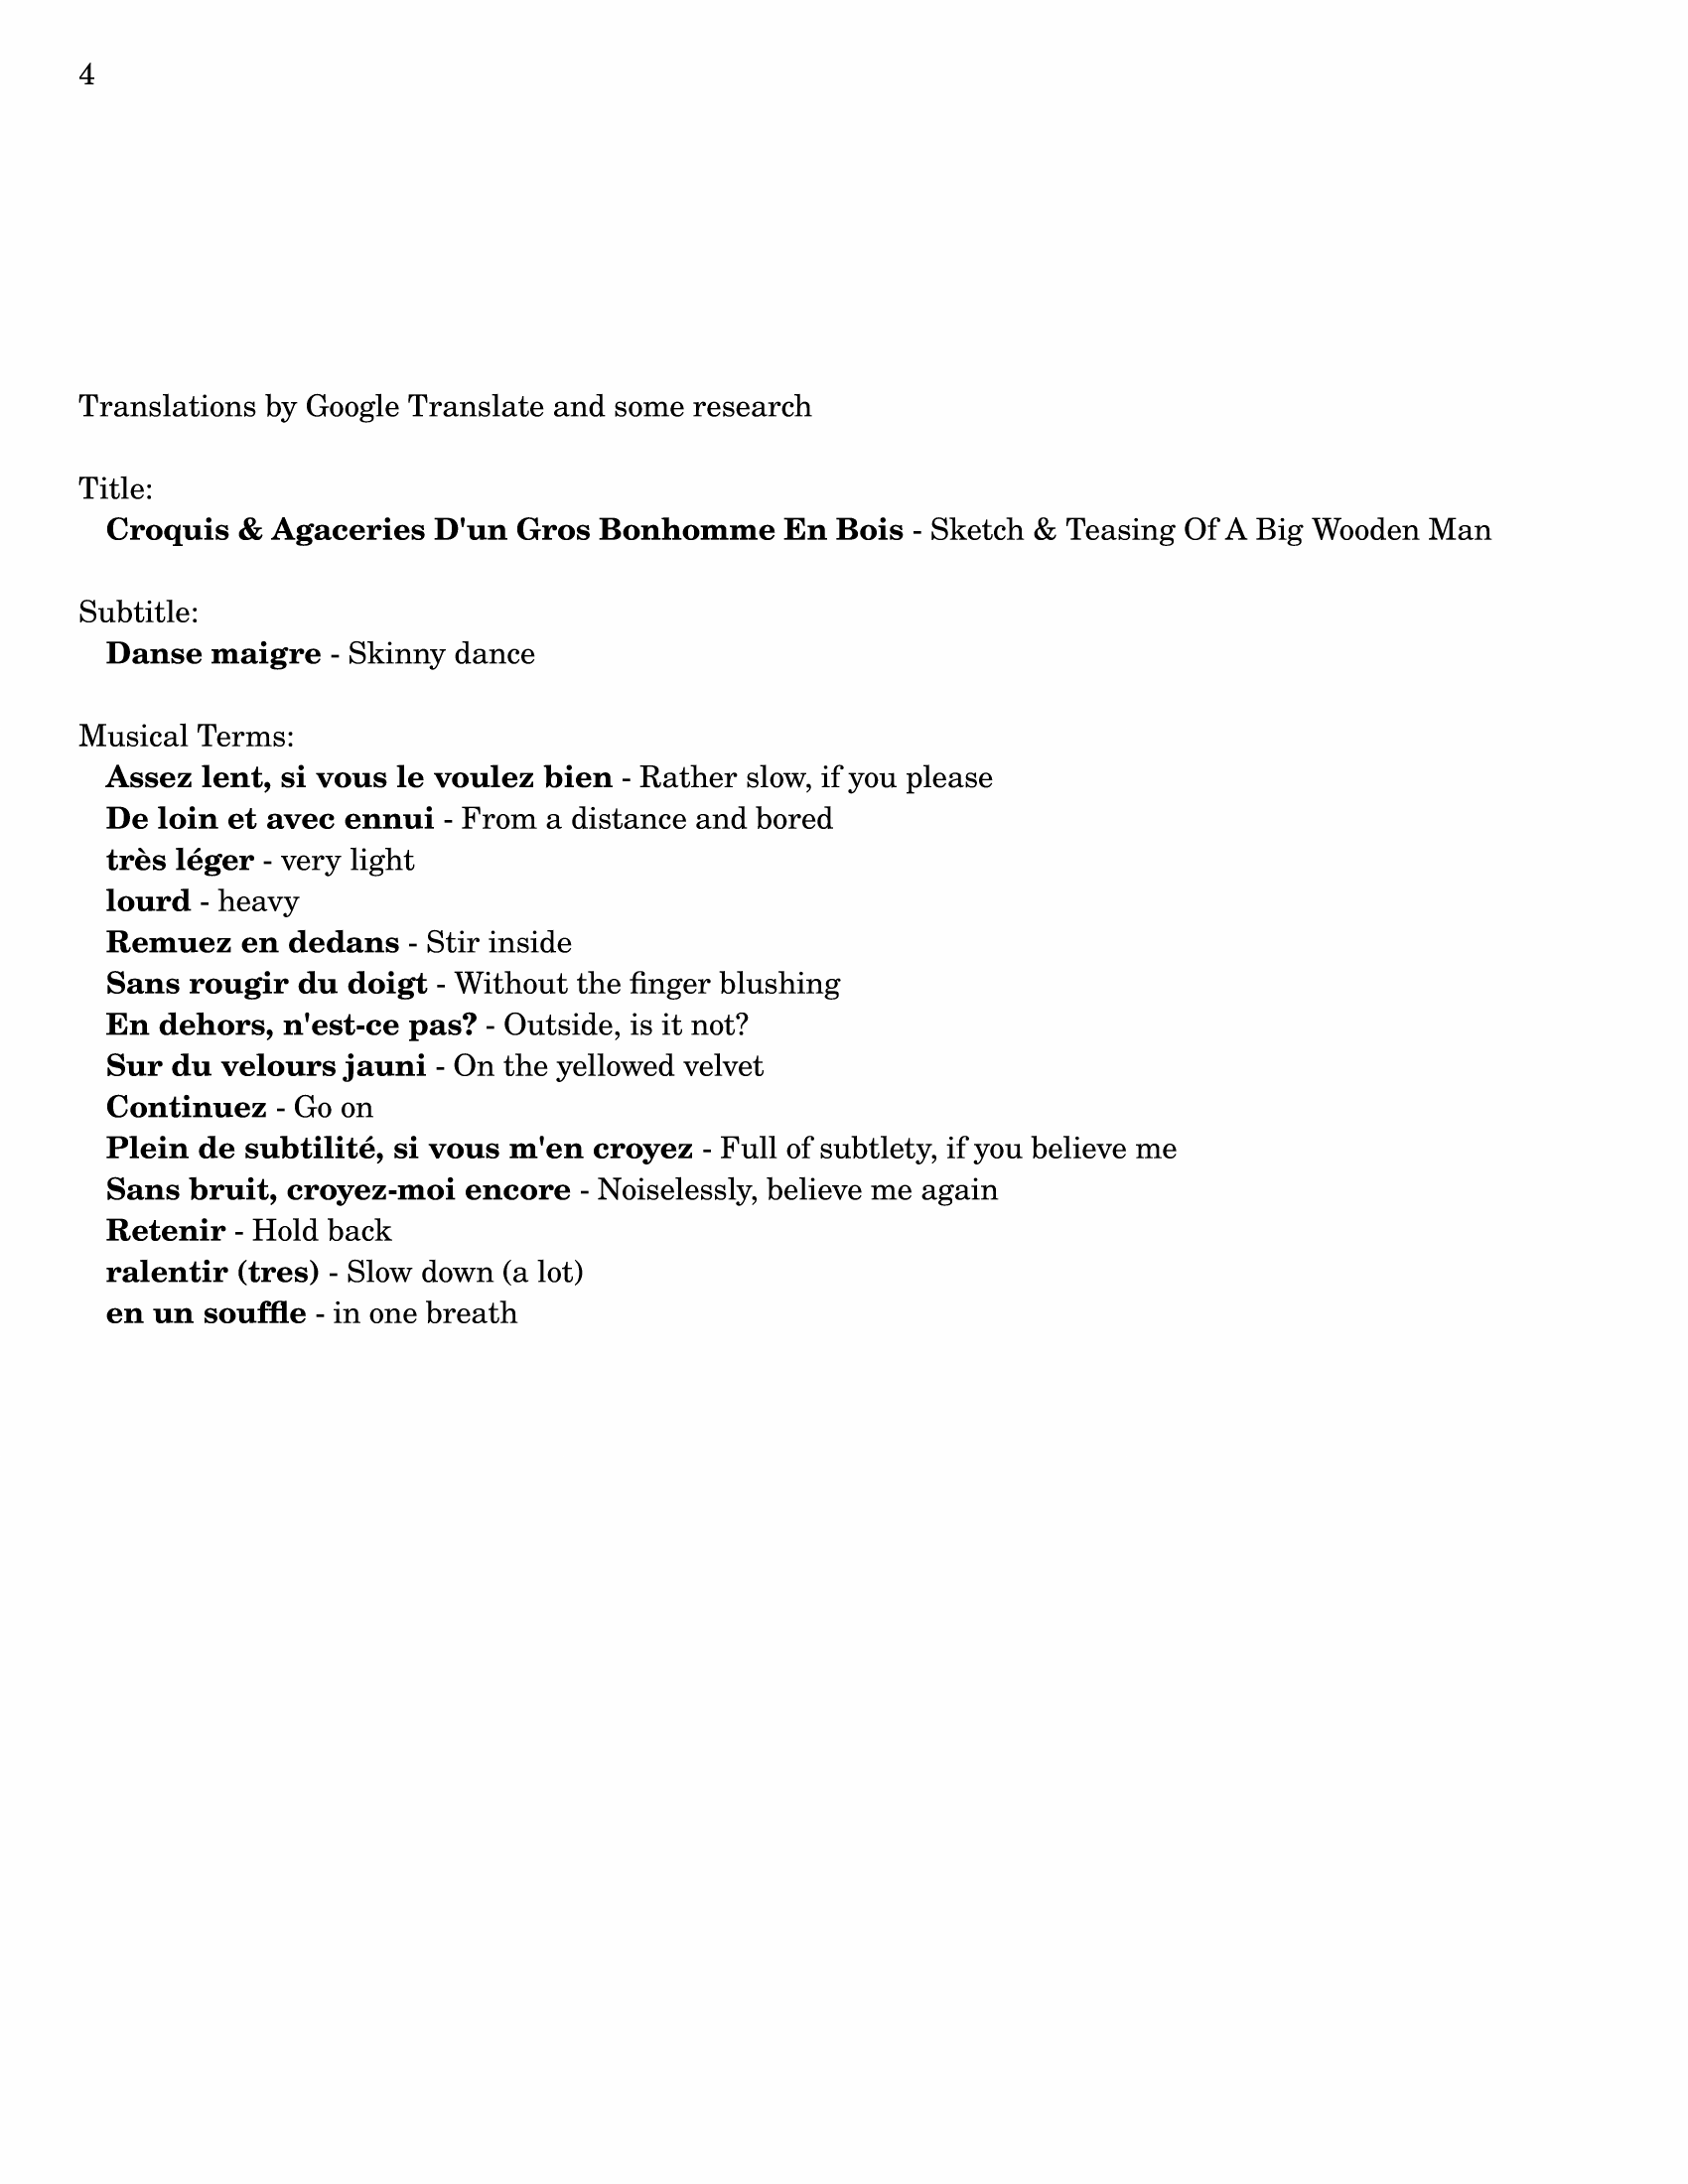 4
Translations by Google Translate and some research
Title:
Croquis & Agaceries D'un Gros Bonhomme En Bois - Sketch & Teasing Of A Big Wooden Man
Subtitle:
Danse maigre - Skinny dance
Musical Terms:
Assez lent, si vous le voulez bien - Rather slow, if you please
De loin et avec ennui - From a distance and bored
très léger - very light
lourd - heavy
Remuez en dedans - Stir inside
Sans rougir du doigt - Without the finger blushing
En dehors, n'est-ce pas? - Outside, is it not?
Sur du velours jauni - On the yellowed velvet
Continuez - Go on
Plein de subtilité, si vous m'en croyez - Full of subtlety, if you believe me
Sans bruit, croyez-moi encore - Noiselessly, believe me again
Retenir - Hold back
ralentir (tres) - Slow down (a lot)
en un souffle - in one breath